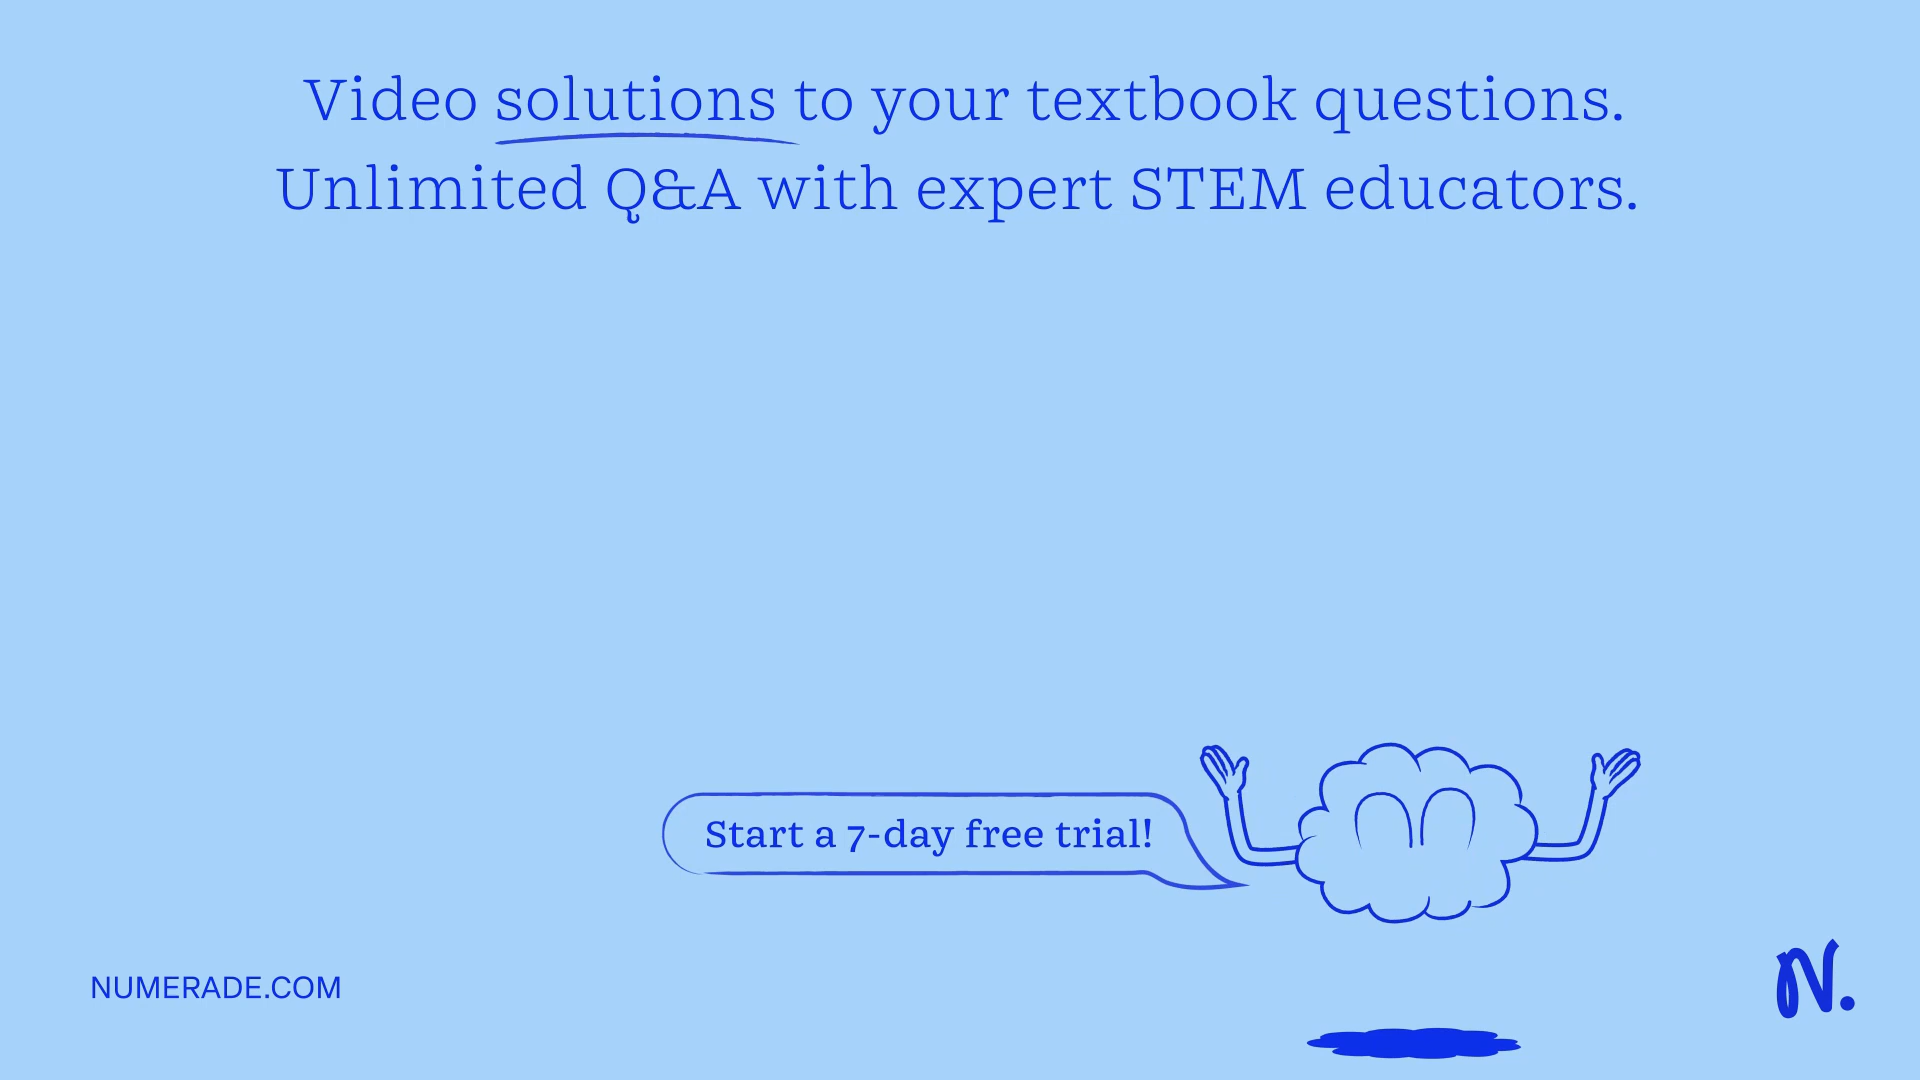 Video solutions to your textbook questions.
Unlimited Q&A with expert STEM educators.
Start a 7-day free trial!
NUMERADE.COM
N.